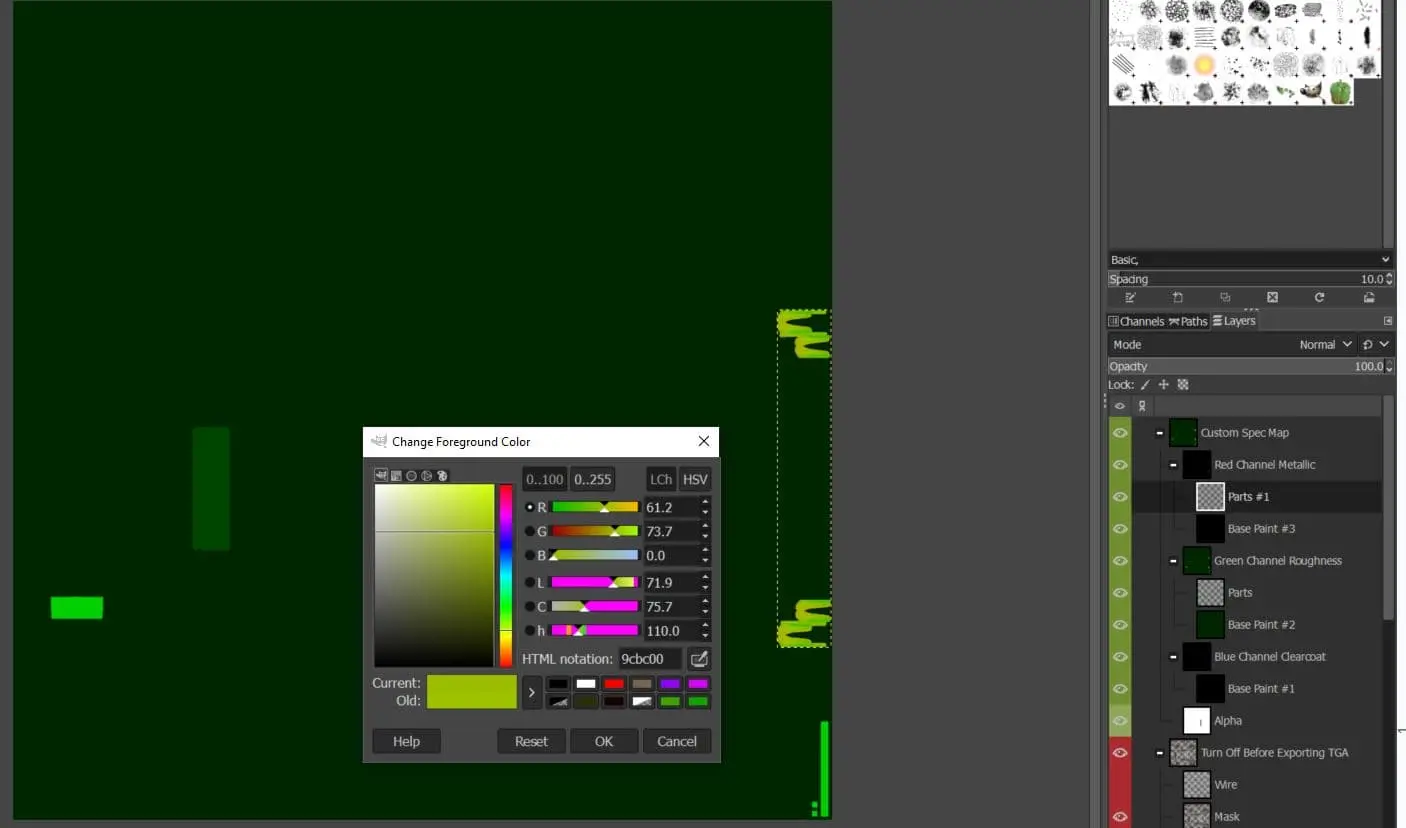 Basic,
Spacing 10.0
Channels Paths Layers
Mode Normal
Opacity 100.0
Lock:
Custom Spec Map
Red Channel Metallic
Parts #1
Base Paint #3
Green Channel Roughness
Parts
Base Paint #2
Blue Channel Clearcoat
Base Paint #1
Alpha
Turn Off Before Exporting TGA
Wire
Mask
Change Foreground Color
0..100 0..255 LCh HSV
R 61.2
G 73.7
B 0.0
L 71.9
C 75.7
h 110.0
HTML notation: 9cbc00
Current:
Old:
Help Reset OK Cancel